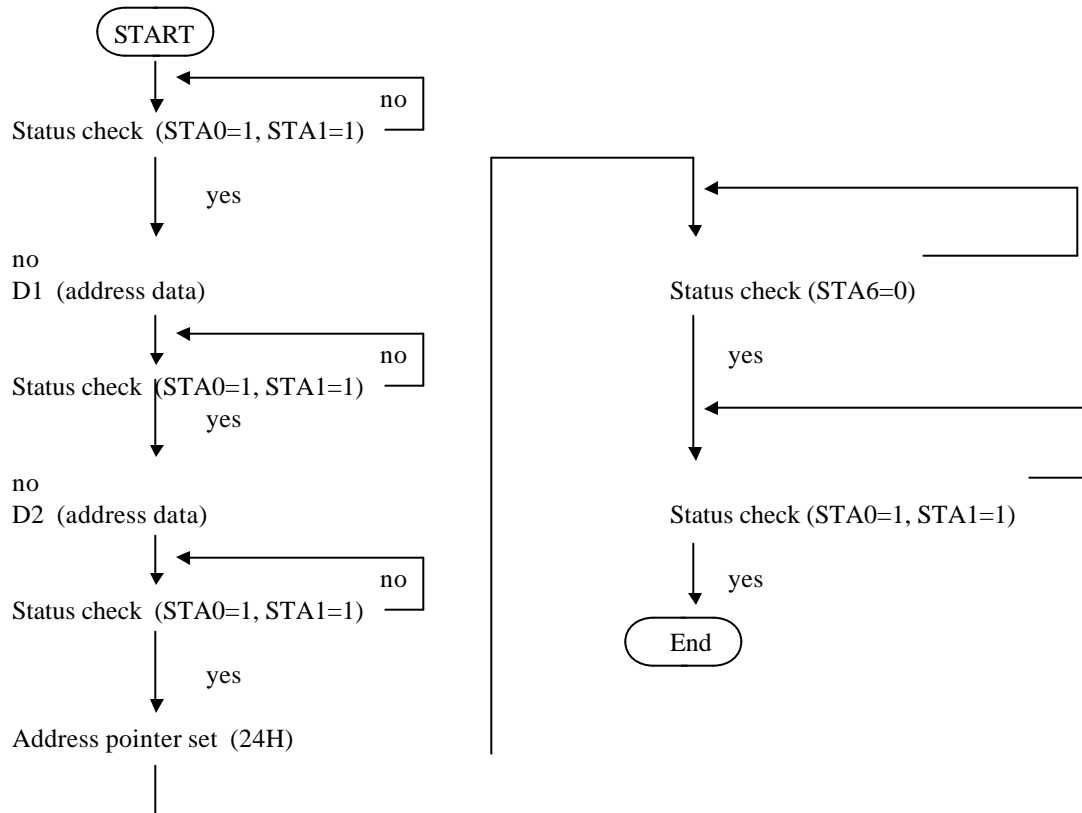 START
no
Status check (STA0=1, STA1=1)
yes
no
D1 (address data)
no
Status check (STA0=1, STA1=1)
yes
no
D2 (address data)
no
Status check (STA0=1, STA1=1)
yes
Address pointer set (24H)
Status check (STA6=0)
yes
Status check (STA0=1, STA1=1)
yes
End